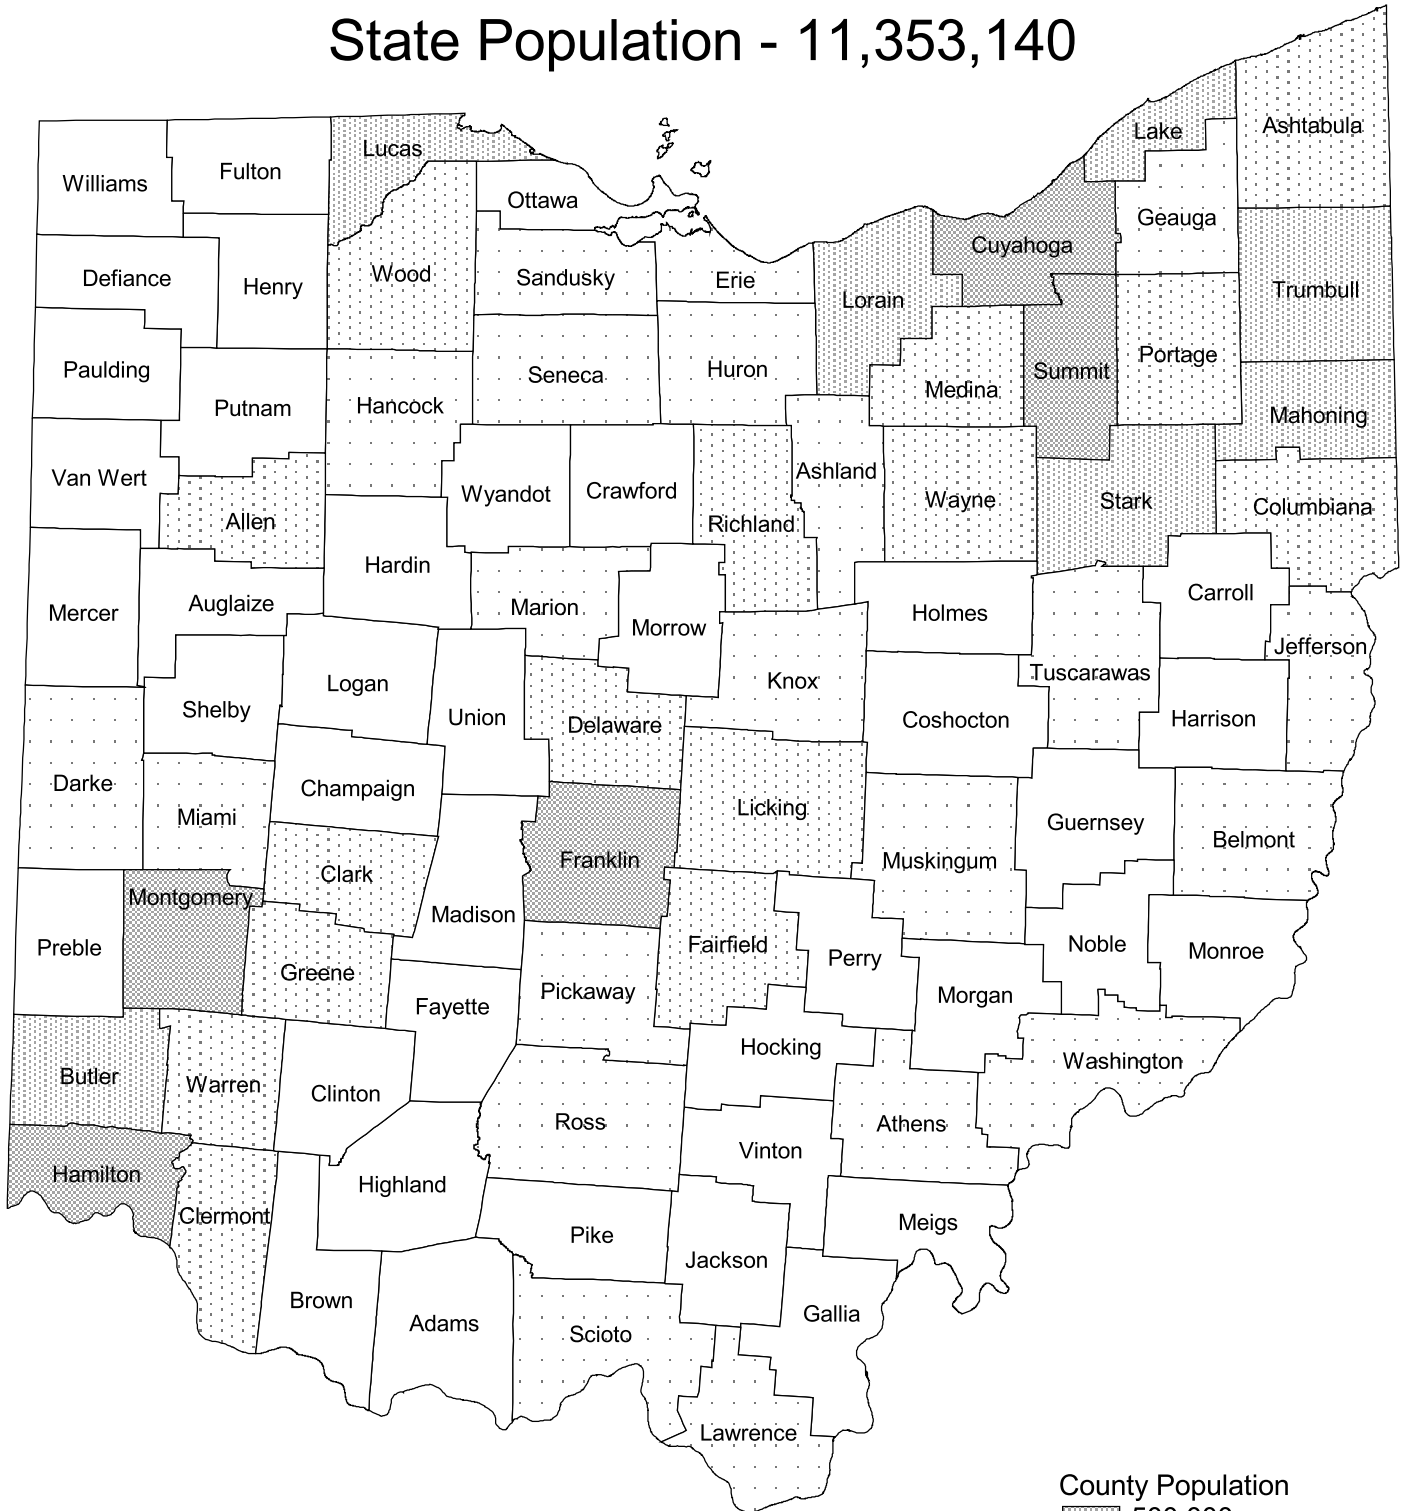 State Population - 11,353,140
Ashtabula
Lake
Lucas
Fulton
Williams
Ottawa
Geauga
Cuyahoga
Wood
Sandusky
Erie
Defiance
Henry
Lorain
Trumbull
Portage
Paulding
Seneca
Huron
Summit
Medina
Putnam
Hancock
Mahoning
Ashland
Van Wert
Wyandot
Crawford
Wayne
Stark
Columbiana
Allen
Richland
Hardin
Carroll
Auglaize
Marion
Mercer
Holmes
Morrow
Jefferson
Tuscarawas
Logan
Knox
Shelby
Union
Delaware
Coshocton
Harrison
Darke
Champaign
Miami
Licking
Guernsey
Belmont
Clark
Franklin
Muskingum
Montgomery
Madison
Preble
Greene
Fairfield
Perry
Noble
Monroe
Pickaway
Morgan
Fayette
Hocking
Washington
Butler
Warren
Clinton
Ross
Athens
Vinton
Hamilton
Highland
Clermont
Pike
Meigs
Jackson
Brown
Adams
Gallia
Scioto
Lawrence
County Population